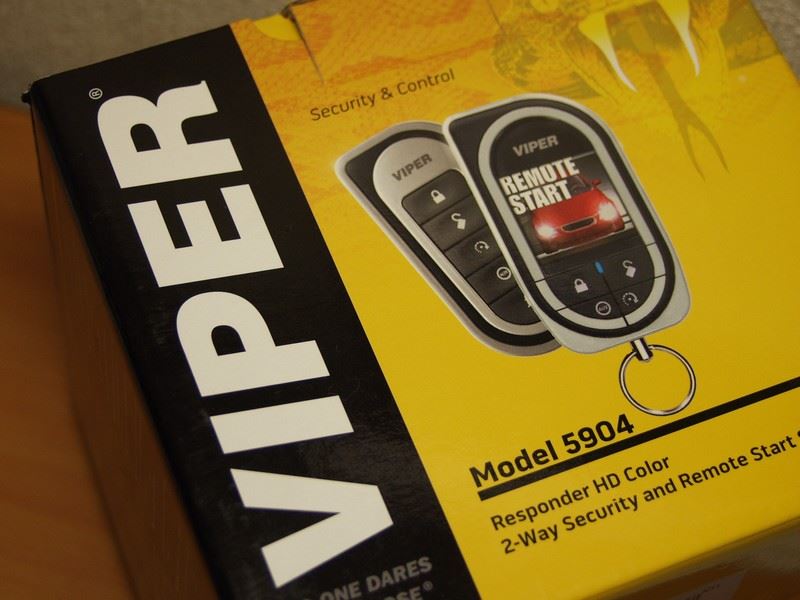 VIPER®
Security & Control
VIPER
VIPER
REMOTE
START
Model 5904
Responder HD Color
2-Way Security and Remote Start
ONE DARES